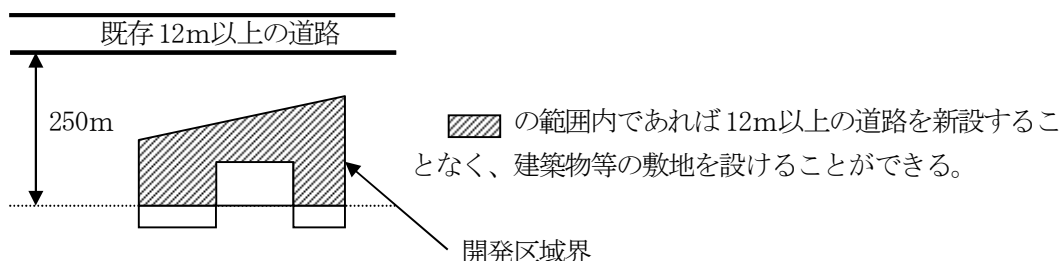 既存12m以上の道路
250m
の範囲内であれば12m以上の道路を新設するこ
となく、建築物等の敷地を設けることができる。
開発区域界